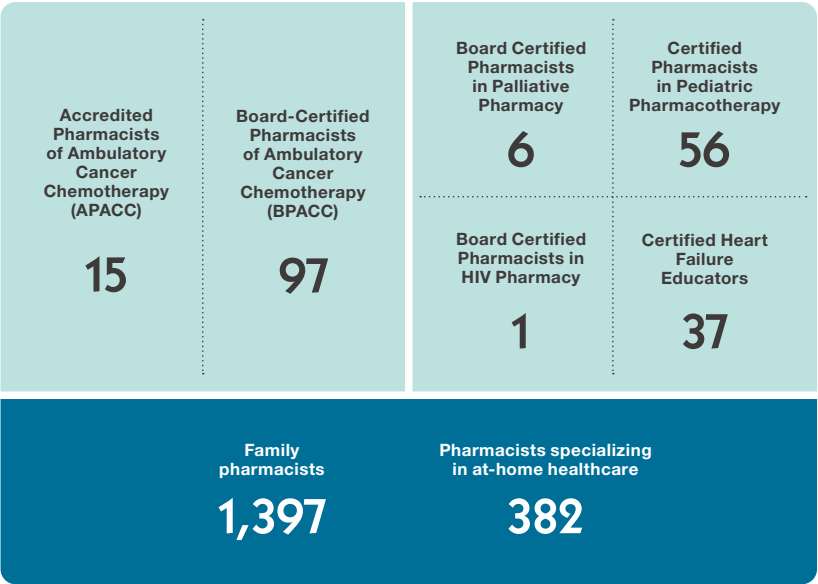 Accredited
Pharmacists
of Ambulatory
Cancer
Chemotherapy
(APACC)
15
Board-Certified
Pharmacists
of Ambulatory
Cancer
Chemotherapy
(BPACC)
97
Board Certified
Pharmacists
in Palliative
Pharmacy
6
Certified
Pharmacists
in Pediatric
Pharmacotherapy
56
Board Certified
Pharmacists in
HIV Pharmacy
1
Certified Heart
Failure
Educators
37
Family
pharmacists
1,397
Pharmacists specializing
in at-home healthcare
382